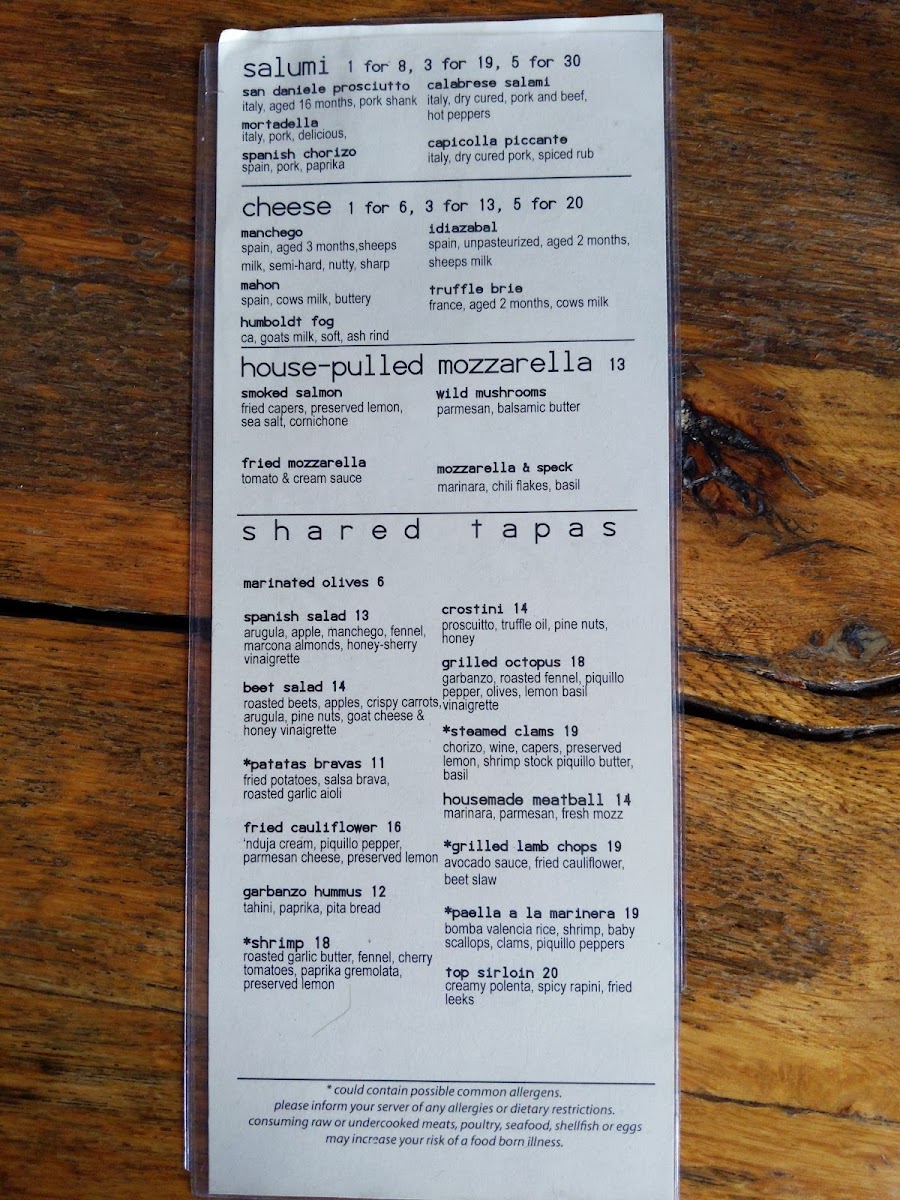 salumi 1 for 8, 3 for 19, 5 for 30
san daniele prosciutto
italy, aged 16 months, pork shank
mortadella
italy, pork, delicious,
spanish chorizo
spain, pork, paprika
calabrese salami
italy, dry cured, pork and beef,
hot peppers
capicolla piccante
italy, dry cured pork, spiced rub
cheese 1 for 6, 3 for 13, 5 for 20
manchego
spain, aged 3 months,sheeps
milk, semi-hard, nutty, sharp
mahon
spain, cows milk, buttery
humboldt fog
ca, goats milk, soft, ash rind
idiazabal
spain, unpasteurized, aged 2 months,
sheeps milk
truffle brie
france, aged 2 months, cows milk
house-pulled mozzarella 13
smoked salmon
fried capers, preserved lemon,
sea salt, cornichone
fried mozzarella
tomato & cream sauce
wild mushrooms
parmesan, balsamic butter
mozzarella & speck
marinara, chili flakes, basil
shared tapas
marinated olives 6
spanish salad 13
arugula, apple, manchego, fennel,
marcona almonds, honey-sherry
vinaigrette
beet salad 14
roasted beets, apples, crispy carrots,
arugula, pine nuts, goat cheese &
honey vinaigrette
*patatas bravas 11
fried potatoes, salsa brava,
roasted garlic aioli
fried cauliflower 16
'nduja cream, piquillo pepper,
parmesan cheese, preserved lemon
garbanzo hummus 12
tahini, paprika, pita bread
*shrimp 18
roasted garlic butter, fennel, cherry
tomatoes, paprika gremolata,
preserved lemon
crostini 14
proscuitto, truffle oil, pine nuts,
honey
grilled octopus 18
garbanzo, roasted fennel, piquillo
pepper, olives, lemon basil
vinaigrette
*steamed clams 19
chorizo, wine, capers, preserved
lemon, shrimp stock piquillo butter,
basil
housemade meatball 14
marinara, parmesan, fresh mozz
*grilled lamb chops 19
avocado sauce, fried cauliflower,
beet slaw
*paella a la marinera 19
bomba valencia rice, shrimp, baby
scallops, clams, piquillo peppers
top sirloin 20
creamy polenta, spicy rapini, fried
leeks
* could contain possible common allergens.
please inform your server of any allergies or dietary restrictions.
consuming raw or undercooked meats, poultry, seafood, shellfish or eggs
may increase your risk of a food born illness.